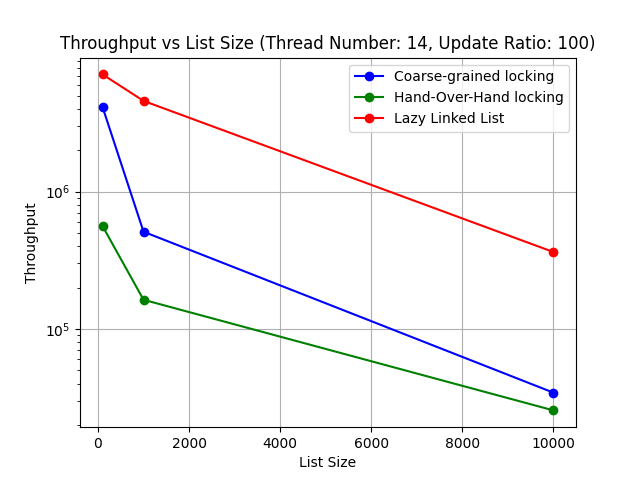 Throughput vs List Size (Thread Number: 14, Update Ratio: 100)
Coarse-grained locking
Hand-Over-Hand locking
Lazy Linked List
10^6
10^5
Throughput
0 2000 4000 6000 8000 10000
List Size